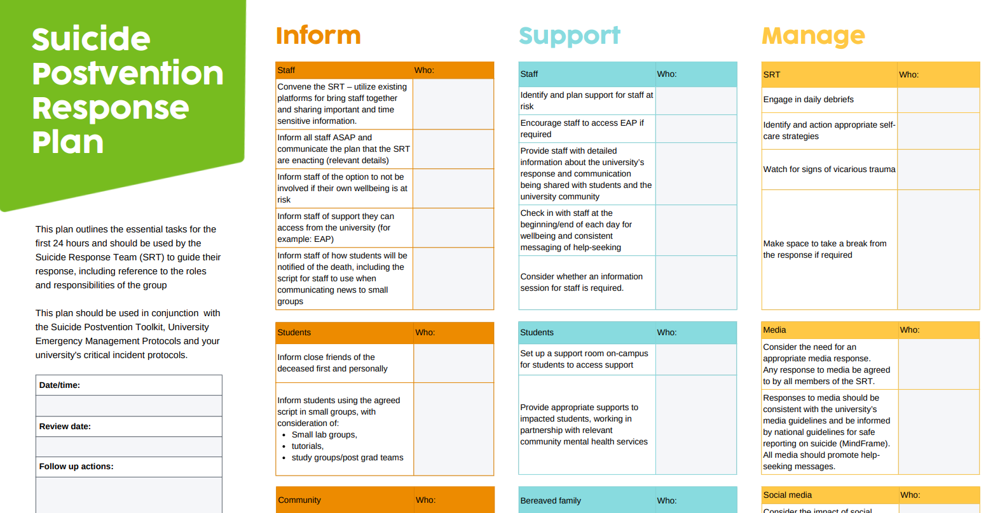 Suicide
Postvention
Response
Plan
This plan outlines the essential tasks for the
first 24 hours and should be used by the
Suicide Response Team (SRT) to guide their
response, including reference to the roles
and responsibilities of the group
This plan should be used in conjunction  with
the Suicide Postvention Toolkit, University
Emergency Management Protocols and your
university's critical incident protocols.
Date/time:
Review date:
Follow up actions:
Inform
Staff
Who:
Convene the SRT – utilize existing
platforms for bring staff together
and sharing important and time
sensitive information.
Inform all staff ASAP and
communicate the plan that the SRT
are enacting (relevant details)
Inform staff of the option to not be
involved if their own wellbeing is at
risk
Inform staff of support they can
access from the university (for
example: EAP)
Inform staff of how students will be
notified of the death, including the
script for staff to use when
communicating news to small
groups
Students
Who:
Inform close friends of the
deceased first and personally
Inform students using the agreed
script in small groups, with
consideration of:
• Small lab groups,
• tutorials,
• study groups/post grad teams
Community
Who:
Support
Staff
Who:
Identify and plan support for staff at
risk
Encourage staff to access EAP if
required
Provide staff with detailed
information about the university's
response and communication
being shared with students and the
university community
Check in with staff at the
beginning/end of each day for
wellbeing and consistent
messaging of help-seeking
Consider whether an information
session for staff is required.
Students
Who:
Set up a support room on-campus
for students to access support
Provide appropriate supports to
impacted students, working in
partnership with relevant
community mental health services
Bereaved family
Who:
Manage
SRT
Who:
Engage in daily debriefs
Identify and action appropriate self-
care strategies
Watch for signs of vicarious trauma
Make space to take a break from
the response if required
Media
Who:
Consider the need for an
appropriate media response.
Any response to media be agreed
to by all members of the SRT.
Responses to media should be
consistent with the university's
media guidelines and be informed
by national guidelines for safe
reporting on suicide (MindFrame).
All media should promote help-
seeking messages.
Social media
Who:
Consider the impact of social